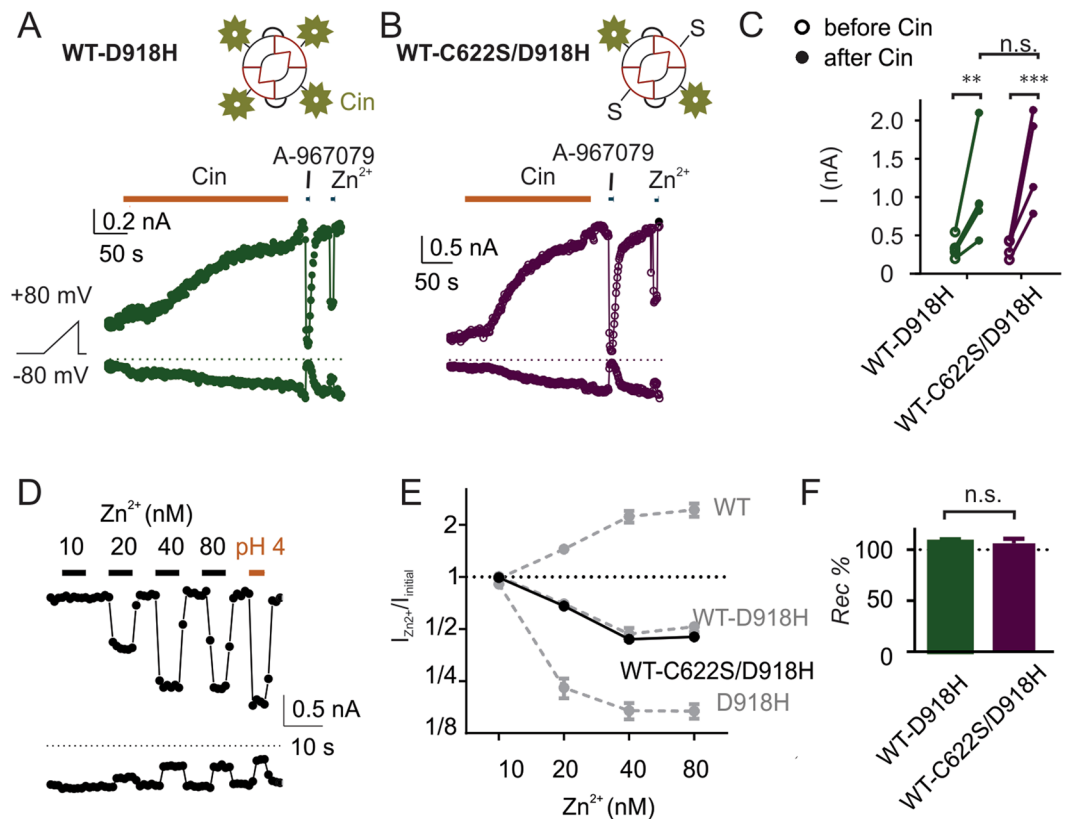 A
WT-D918H
Cin
A-967079
Cin
Zn2+
0.2 nA
50 s
+80 mV
-80 mV
B
WT-C622S/D918H
S
S
A-967079
Cin
Zn2+
0.5 nA
50 s
C
before Cin
after Cin
n.s.
**
***
I (nA)
2.0
1.5
1.0
0.5
0
WT-D918H
WT-C622S/D918H
D
Zn2+ (nM)
10 20 40 80 pH 4
0.5 nA
10 s
E
IZn2+/Iinitial
2
1
1/2
1/4
1/8
WT
WT-D918H
WT-C622S/D918H
D918H
10 20 40 80
Zn2+ (nM)
F
n.s.
Rec %
100
50
0
WT-D918H
WT-C622S/D918H